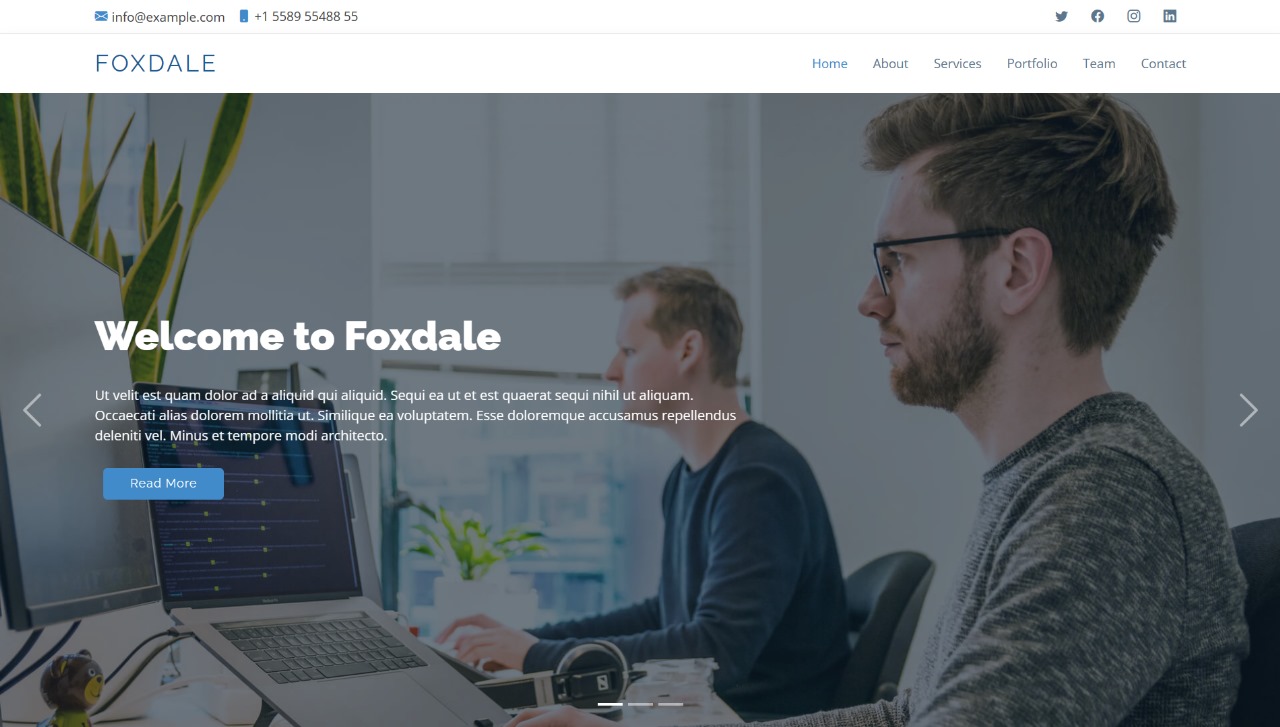 info@example.com +1 5589 55488 55
FOXDALE
Home About Services Portfolio Team Contact
Welcome to Foxdale
Ut velit est quam dolor ad a aliquid qui aliquid. Sequi ea ut et est quaerat sequi nihil ut aliquam.
Occaecati alias dolorem mollitia ut. Similique ea voluptatem. Esse doloremque accusamus repellendus
deleniti vel. Minus et tempore modi architecto.
Read More